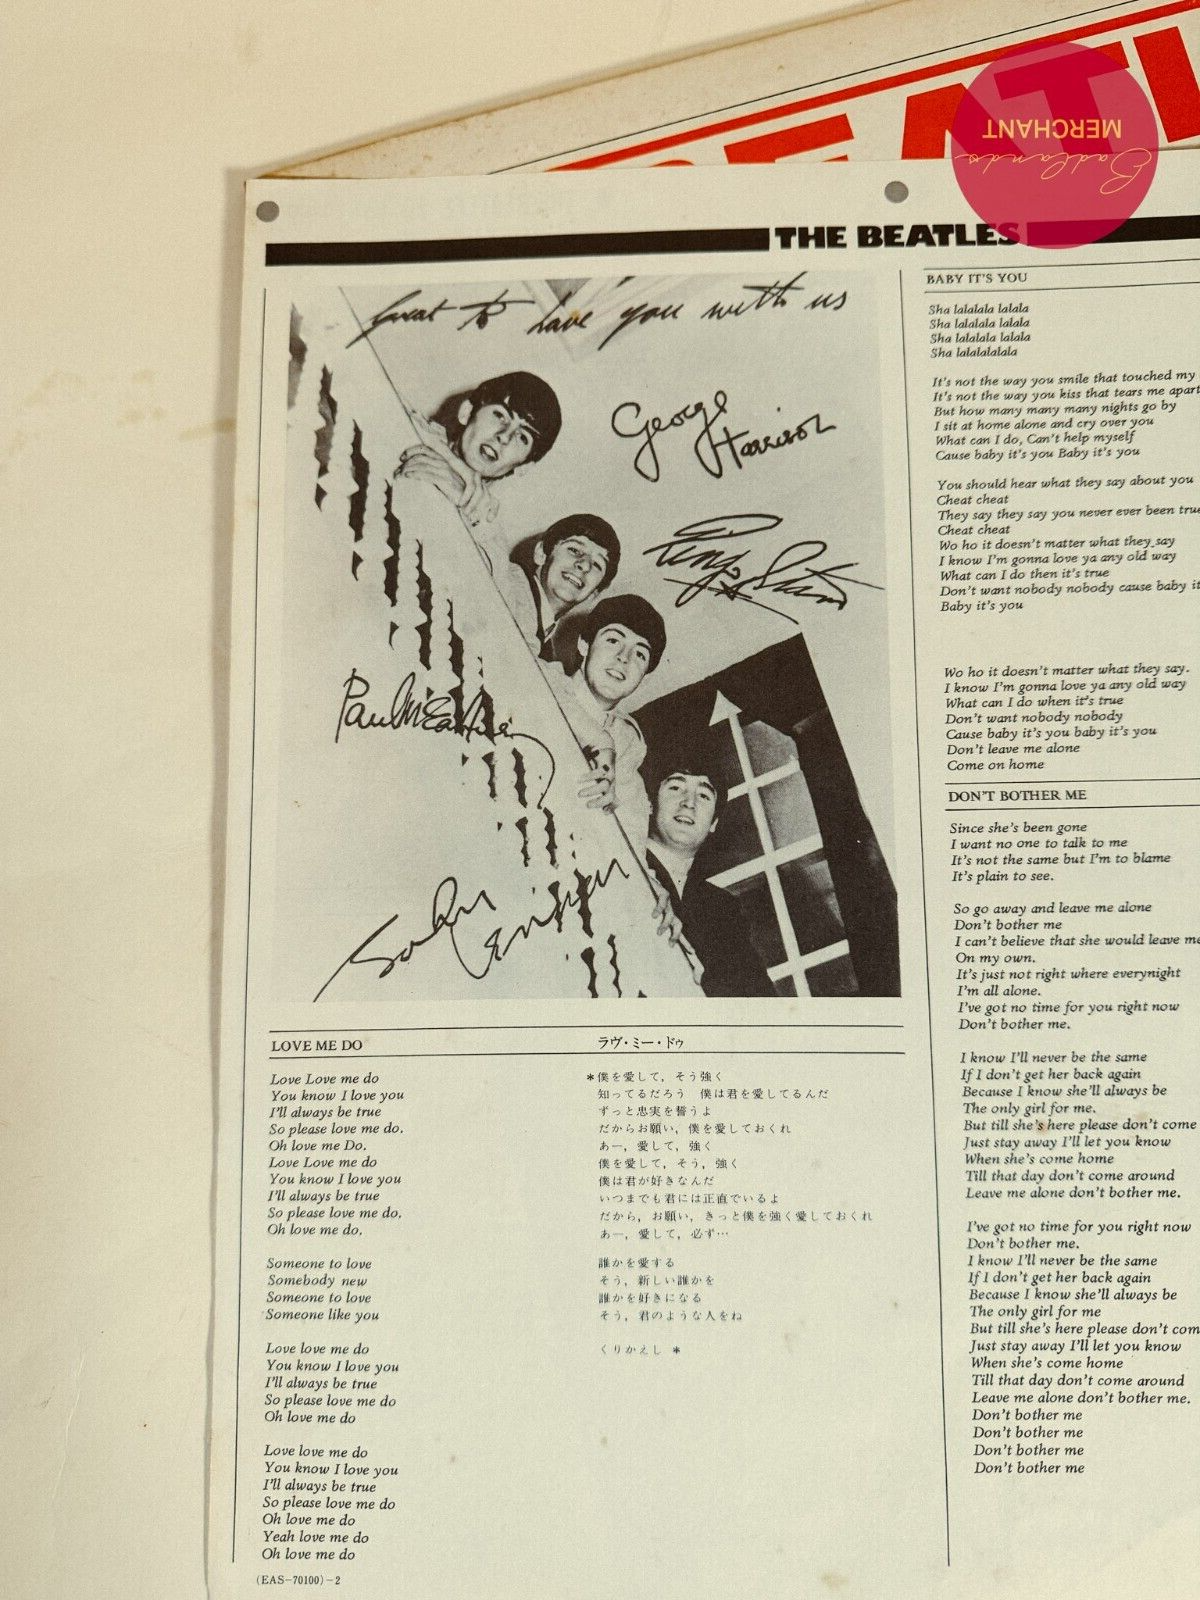 MERCHANT
Badlands
THE BEATLES
Great to have you with us
George
Harrison
Ringo Starr
Paul McCartney
John
Lennon
LOVE ME DO
ラヴ・ミー・ドゥ
Love Love me do
You know I love you
I'll always be true
So please love me do.
Oh love me Do.
Love Love me do
You know I love you
I'll always be true
So please love me do.
Oh love me do.
Someone to love
Somebody new
Someone to love
Someone like you
Love love me do
You know I love you
I'll always be true
So please love me do
Oh love me do
Love love me do
You know I love you
I'll always be true
So please love me do
Oh love me do
Yeah love me do
Oh love me do
*僕を愛して，そう強く
知ってるだろう 僕は君を愛してるんだ
ずっと忠実を誓うよ
だからお願い，僕を愛しておくれ
あー，愛して，強く
僕を愛して，そう，強く
僕は君が好きなんだ
いつまでも君には正直でいるよ
だから，お願い，きっと僕を強く愛しておくれ
あー，愛して，必ず…
誰かを愛する
そう，新しい誰かを
誰かを好きになる
そう，君のような人をね
くりかえし *
(EAS-70100)-2
BABY IT'S YOU
Sha lalalala lalala
Sha lalalala lalala
Sha lalalala lalala
Sha lalalalalala
It's not the way you smile that touched my
It's not the way you kiss that tears me apart
But how many many many nights go by
I sit at home alone and cry over you
What can I do, Can't help myself
Cause baby it's you Baby it's you
You should hear what they say about you
Cheat cheat
They say they say you never ever been true
Cheat cheat
Wo ho it doesn't matter what they say
I know I'm gonna love ya any old way
What can I do then it's true
Don't want nobody nobody cause baby it
Baby it's you
Wo ho it doesn't matter what they say.
I know I'm gonna love ya any old way
What can I do when it's true
Don't want nobody nobody
Cause baby it's you baby it's you
Don't leave me alone
Come on home
DON'T BOTHER ME
Since she's been gone
I want no one to talk to me
It's not the same but I'm to blame
It's plain to see.
So go away and leave me alone
Don't bother me
I can't believe that she would leave me
On my own.
It's just not right where everynight
I'm all alone.
I've got no time for you right now
Don't bother me.
I know I'll never be the same
If I don't get her back again
Because I know she'll always be
The only girl for me.
But till she's here please don't come
Just stay away I'll let you know
When she's come home
Till that day don't come around
Leave me alone don't bother me.
I've got no time for you right now
Don't bother me.
I know I'll never be the same
If I don't get her back again
Because I know she'll always be
The only girl for me
But till she's here please don't com
Just stay away I'll let you know
When she's come home
Till that day don't come around
Leave me alone don't bother me.
Don't bother me
Don't bother me
Don't bother me
Don't bother me